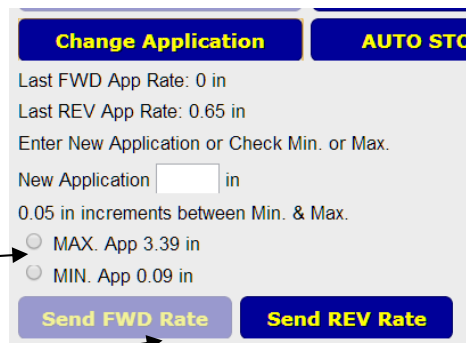 Change Application AUTO STO
Last FWD App Rate: 0 in
Last REV App Rate: 0.65 in
Enter New Application or Check Min. or Max.
New Application in
0.05 in increments between Min. & Max.
MAX. App 3.39 in
MIN. App 0.09 in
Send FWD Rate Send REV Rate